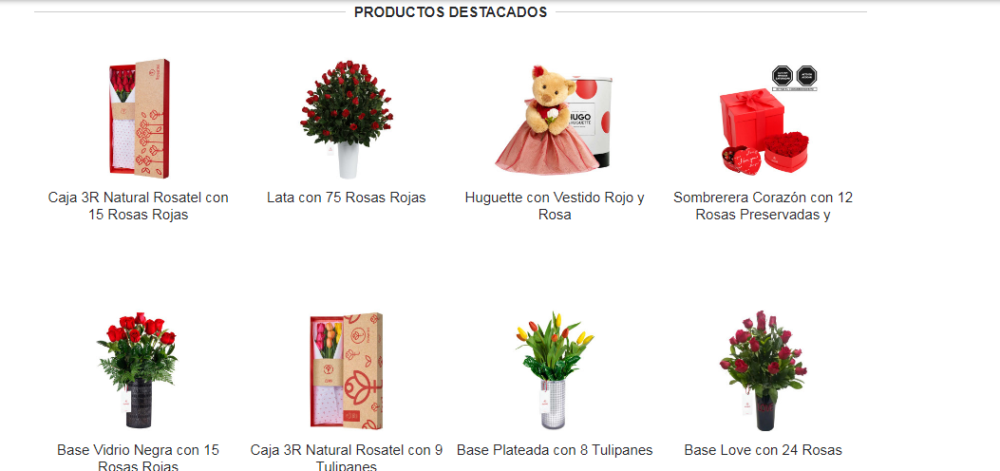 PRODUCTOS DESTACADOS
HUGO
HUGUETTE
Caja 3R Natural Rosatel con
15 Rosas Rojas
Lata con 75 Rosas Rojas
Huguette con Vestido Rojo y
Rosa
Sombrerera Corazón con 12
Rosas Preservadas y
Base Vidrio Negra con 15
Rosas Rojas
Caja 3R Natural Rosatel con 9
Tulipanes
Base Plateada con 8 Tulipanes
Base Love con 24 Rosas